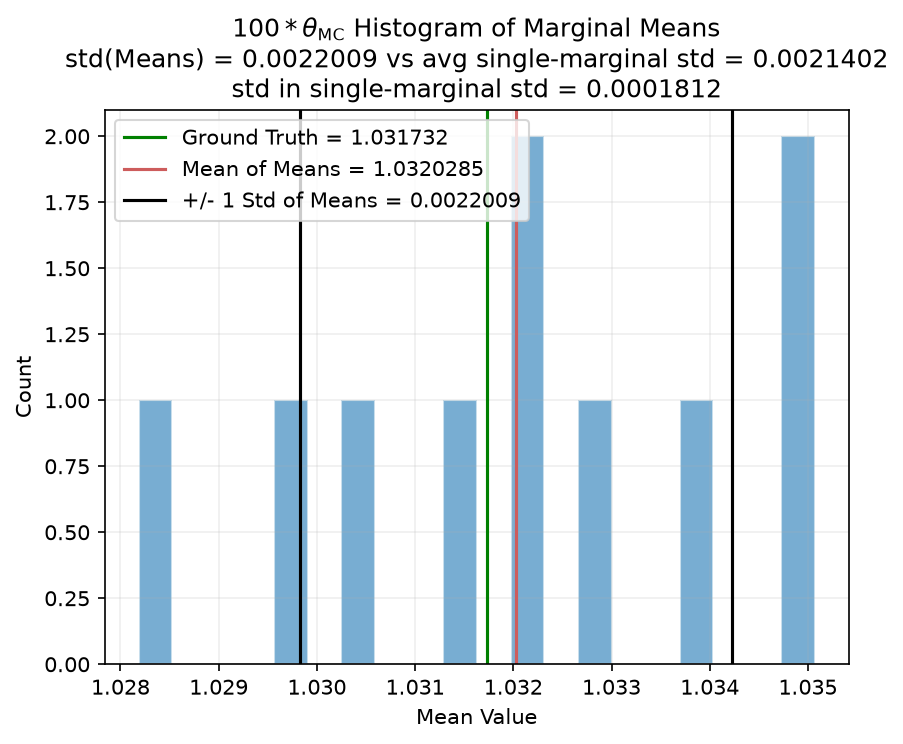 100 * θMC Histogram of Marginal Means
std(Means) = 0.0022009 vs avg single-marginal std = 0.0021402
std in single-marginal std = 0.0001812
Ground Truth = 1.031732
Mean of Means = 1.0320285
+/- 1 Std of Means = 0.0022009
2.00
1.75
1.50
1.25
1.00
0.75
0.50
0.25
0.00
Count
1.028 1.029 1.030 1.031 1.032 1.033 1.034 1.035
Mean Value